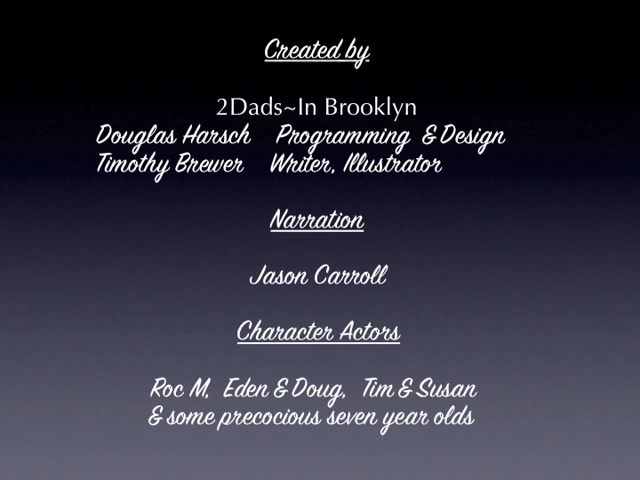 Created by
2Dads~In Brooklyn
Douglas Harsch Programming & Design
Timothy Brewer Writer, Illustrator
Narration
Jason Carroll
Character Actors
Roc M, Eden & Doug, Tim & Susan
& some precocious seven year olds